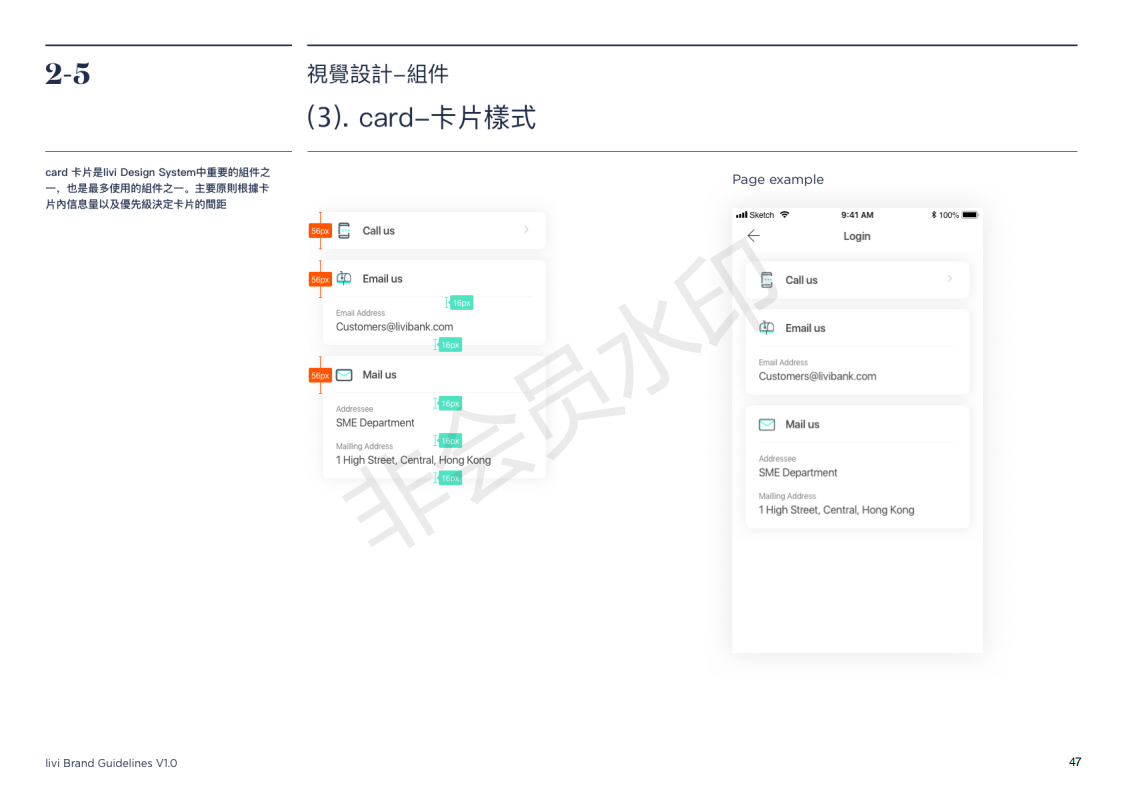 2-5
視覺設計–組件
(3). card–卡片樣式
card 卡片是livi Design System中重要的組件之
一，也是最多使用的組件之一。主要原則根據卡
片內信息量以及優先級決定卡片的間距
56px
Call us
56px
Email us
16px
Email Address
Customers@livibank.com
16px
56px
Mail us
16px
Addressee
SME Department
16px
Mailling Address
1 High Street, Central, Hong Kong
16px
Page example
Sketch
9:41 AM
100%
Login
Call us
Email us
Email Address
Customers@livibank.com
Mail us
Addressee
SME Department
Mailing Address
1 High Street, Central, Hong Kong
非会员水印
livi Brand Guidelines V1.0
47